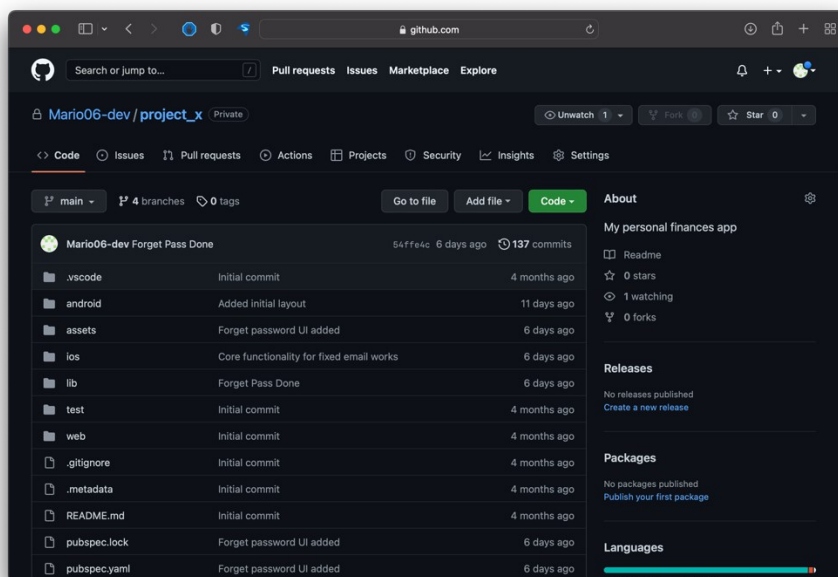 github.com
Search or jump to...
/
Pull requests Issues Marketplace Explore
Mario06-dev / project_x Private
Unwatch 1
Fork 0
Star 0
Code Issues Pull requests Actions Projects Security Insights Settings
main 4 branches 0 tags
Go to file Add file Code
Mario06-dev Forget Pass Done 54ffe4c 6 days ago 137 commits
.vscode Initial commit 4 months ago
android Added initial layout 11 days ago
assets Forget password UI added 6 days ago
ios Core functionality for fixed email works 6 days ago
lib Forget Pass Done 6 days ago
test Initial commit 4 months ago
web Initial commit 4 months ago
.gitignore Initial commit 4 months ago
.metadata Initial commit 4 months ago
README.md Initial commit 4 months ago
pubspec.lock Forget password UI added 6 days ago
pubspec.yaml Forget password UI added 6 days ago
About
My personal finances app
Readme
0 stars
1 watching
0 forks
Releases
No releases published
Create a new release
Packages
No packages published
Publish your first package
Languages